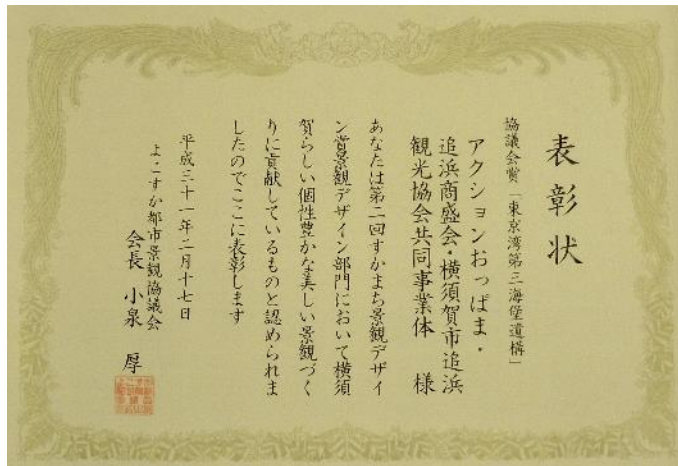 表彰状
協議会賞「東京湾第三海堡遺構」
アクションおっぱま・
追浜商盛会・横須賀市追浜
観光協会共同事業体 様
あなたは第二回すかまち景観デザイ
ン賞景観デザイン部門において横須
賀らしい個性豊かな美しい景観づく
りに貢献しているものと認められま
したのでここに表彰します
平成三十一年二月十七日
よこすか都市景観協議会
会長 小泉 厚